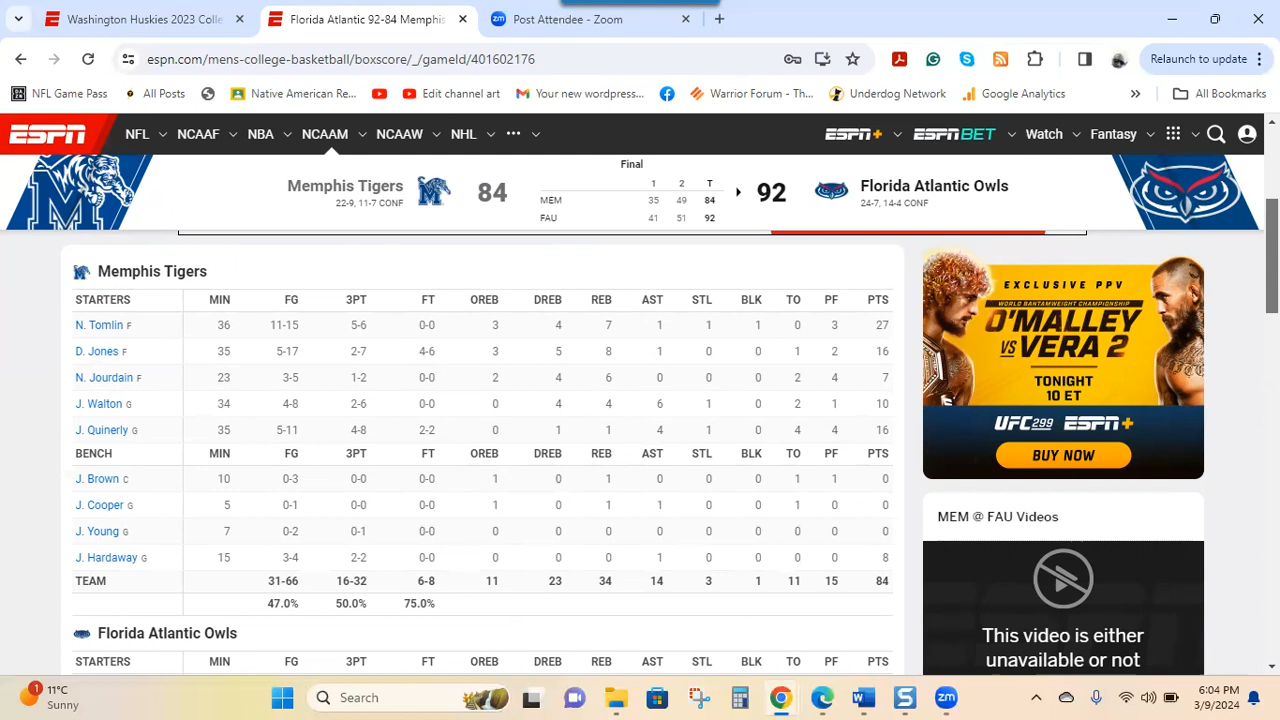 Washington Huskies 2023 Colleg
Florida Atlantic 92-84 Memphis
Post Attendee - Zoom
espn.com/mens-college-basketball/boxscore/_/gameId/401602176
Relaunch to update
NFL Game Pass
All Posts
Native American Re...
Edit channel art
Your new wordpress...
Warrior Forum - Th...
Underdog Network
Google Analytics
All Bookmarks
ESPN NFL NCAAF NBA NCAAM NCAAW NHL ESPN+ ESPN BET Watch Fantasy
Final
Memphis Tigers 84 1 2 T 92 Florida Atlantic Owls
22-9, 11-7 CONF MEM 35 49 84 24-7, 14-4 CONF
FAU 41 51 92
Memphis Tigers
STARTERS MIN FG 3PT FT OREB DREB REB AST STL BLK TO PF PTS
N. Tomlin F 36 11-15 5-6 0-0 3 4 7 1 1 1 0 3 27
D. Jones F 35 5-17 2-7 4-6 3 5 8 1 0 0 1 2 16
N. Jourdain F 23 3-5 1-2 0-0 2 4 6 0 0 0 2 4 7
J. Walton G 34 4-8 2-6 0-0 0 4 4 6 1 0 2 1 10
J. Quinerly G 35 5-11 4-8 2-2 0 1 1 4 1 0 4 4 16
BENCH MIN FG 3PT FT OREB DREB REB AST STL BLK TO PF PTS
J. Brown C 10 0-3 0-0 0-0 1 0 1 0 0 0 1 1 0
J. Cooper G 5 0-1 0-0 0-0 1 0 1 1 0 0 1 0 0
J. Young G 7 0-2 0-1 0-0 0 0 0 0 0 0 0 0 0
J. Hardaway G 15 3-4 2-2 0-0 0 0 0 1 0 0 0 0 8
TEAM 31-66 16-32 6-8 11 23 34 14 3 1 11 15 84
47.0% 50.0% 75.0%
Florida Atlantic Owls
STARTERS MIN FG 3PT FT OREB DREB REB AST STL BLK TO PF PTS
EXCLUSIVE PPV
WORLD BANTAMWEIGHT CHAMPIONSHIP
O'MALLEY
VS VERA 2
TONIGHT
10 ET
UFC 299 ESPN+
BUY NOW
MEM @ FAU Videos
This video is either
unavailable or not
1
11°C
Sunny
Search
6:04 PM
3/9/2024